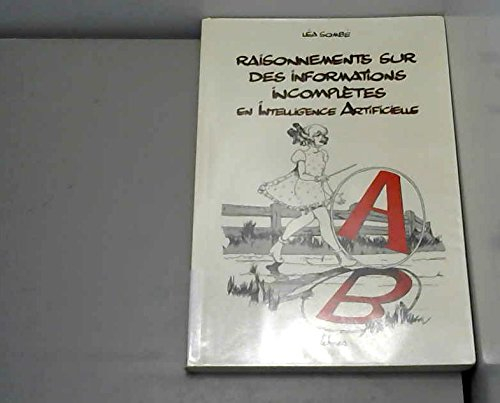 LÉA SOMBÉ
RAISONNEMENTS SUR
DES INFORMATIONS
INCOMPLÈTES
EN INTELLIGENCE ARTIFICIELLE
A
B